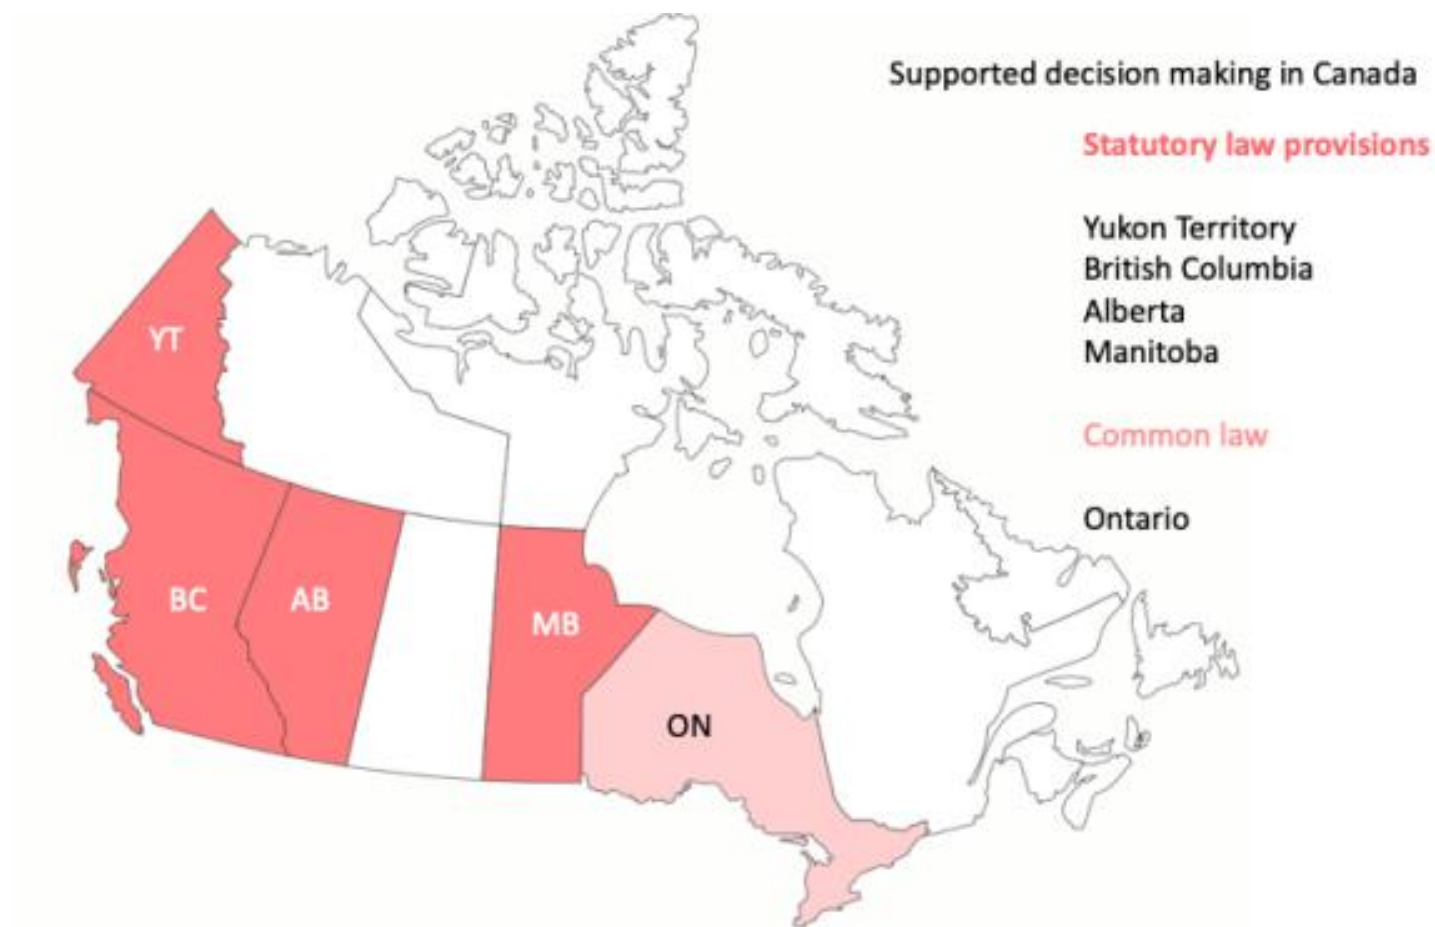 Supported decision making in Canada
Statutory law provisions
Yukon Territory
British Columbia
Alberta
Manitoba
Common law
Ontario
YT
BC
AB
MB
ON